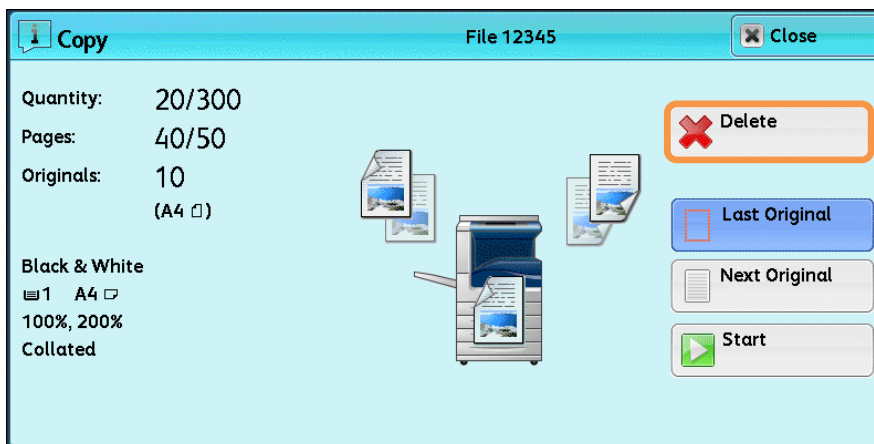 Copy
File 12345
Close
Quantity: 20/300
Pages: 40/50
Originals: 10
(A4)
Black & White
1 A4
100%, 200%
Collated
Delete
Last Original
Next Original
Start